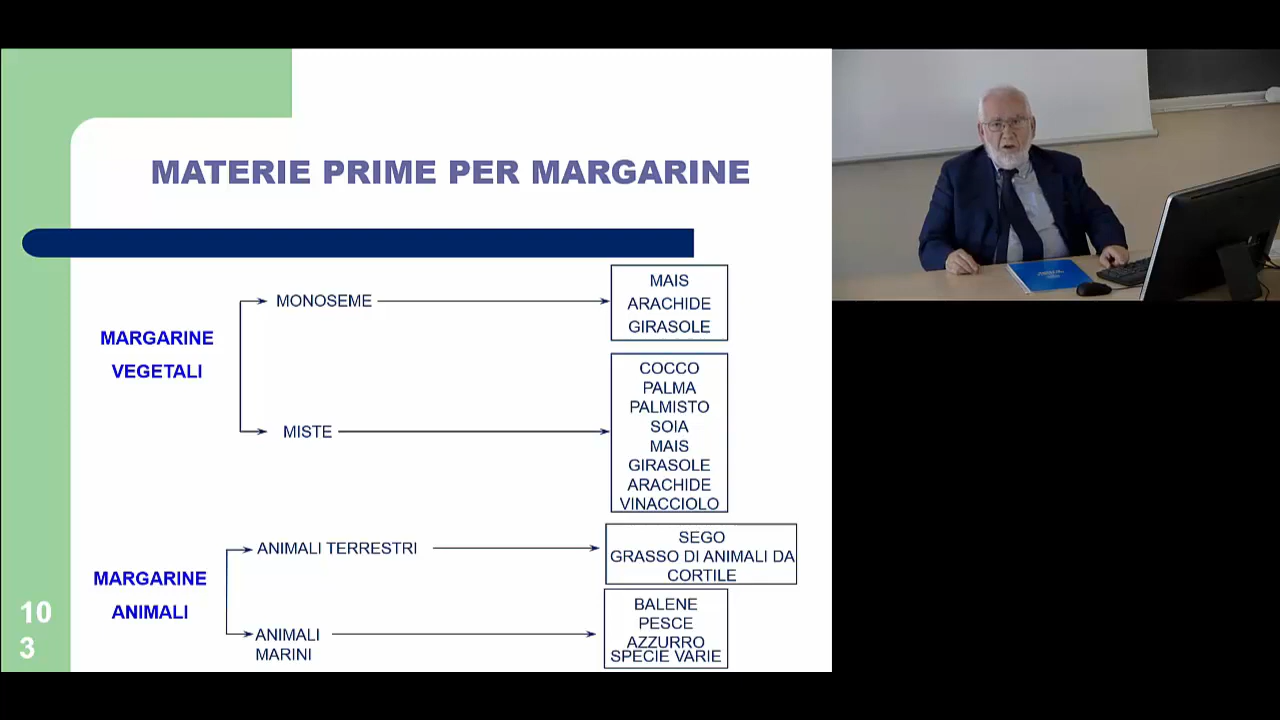 MATERIE PRIME PER MARGARINE
MARGARINE
VEGETALI
MONOSEME
MAIS
ARACHIDE
GIRASOLE
MISTE
COCCO
PALMA
PALMISTO
SOIA
MAIS
GIRASOLE
ARACHIDE
VINACCIOLO
MARGARINE
ANIMALI
ANIMALI TERRESTRI
SEGO
GRASSO DI ANIMALI DA
CORTILE
ANIMALI
MARINI
BALENE
PESCE
AZZURRO
SPECIE VARIE
10
3